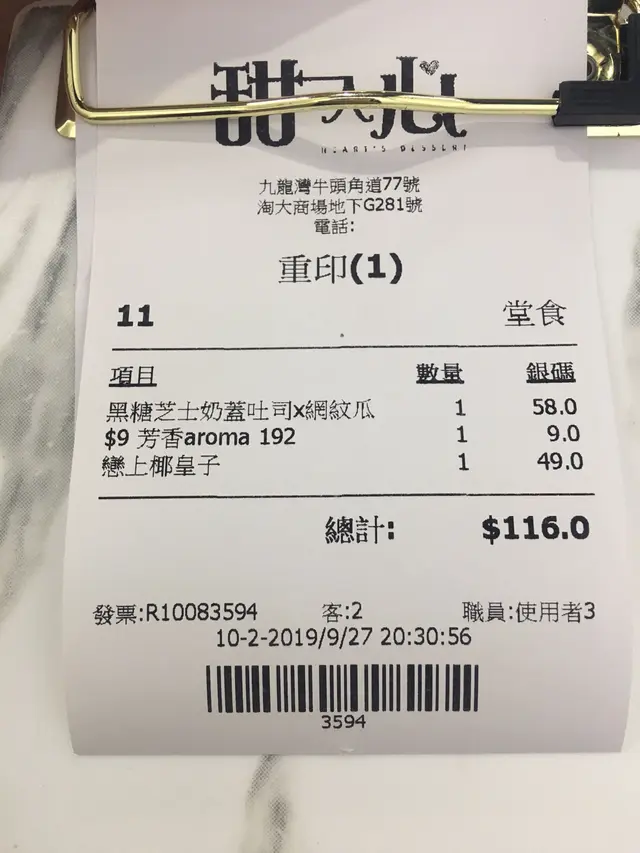 甜入心
HEART'S DESSERT
九龍灣牛頭角道77號
淘大商場地下G281號
電話:
重印(1)
11 堂食
項目 數量 銀碼
黑糖芝士奶蓋吐司x網紋瓜 1 58.0
$9 芳香aroma 192 1 9.0
戀上椰皇子 1 49.0
總計: $116.0
發票:R10083594 客:2 職員:使用者3
10-2-2019/9/27 20:30:56
3594